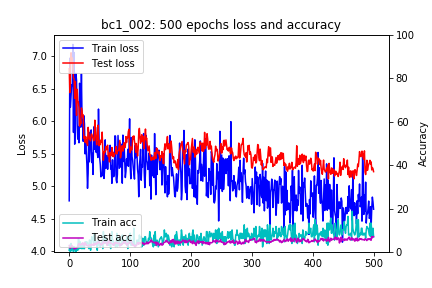 bc1_002: 500 epochs loss and accuracy
Train loss
Test loss
Train acc
Test acc
Loss
7.0
6.5
6.0
5.5
5.0
4.5
4.0
Accuracy
100
80
60
40
20
0
0 100 200 300 400 500